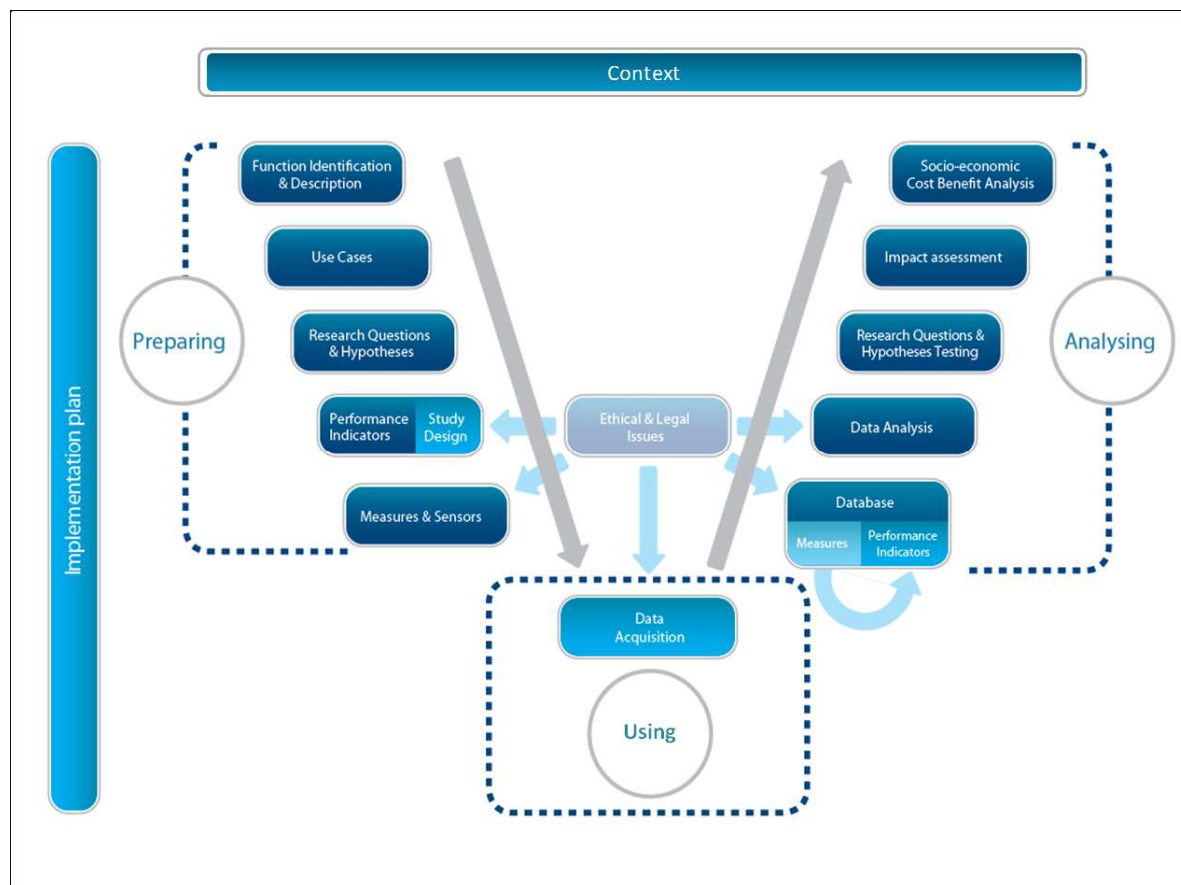 Context
Implementation plan
Preparing
Function Identification
& Description
Use Cases
Research Questions
& Hypotheses
Performance
Indicators
Study
Design
Measures & Sensors
Ethical & Legal
Issues
Data
Acquisition
Using
Socio-economic
Cost Benefit Analysis
Impact assessment
Research Questions &
Hypotheses Testing
Data Analysis
Database
Measures
Performance
Indicators
Analysing